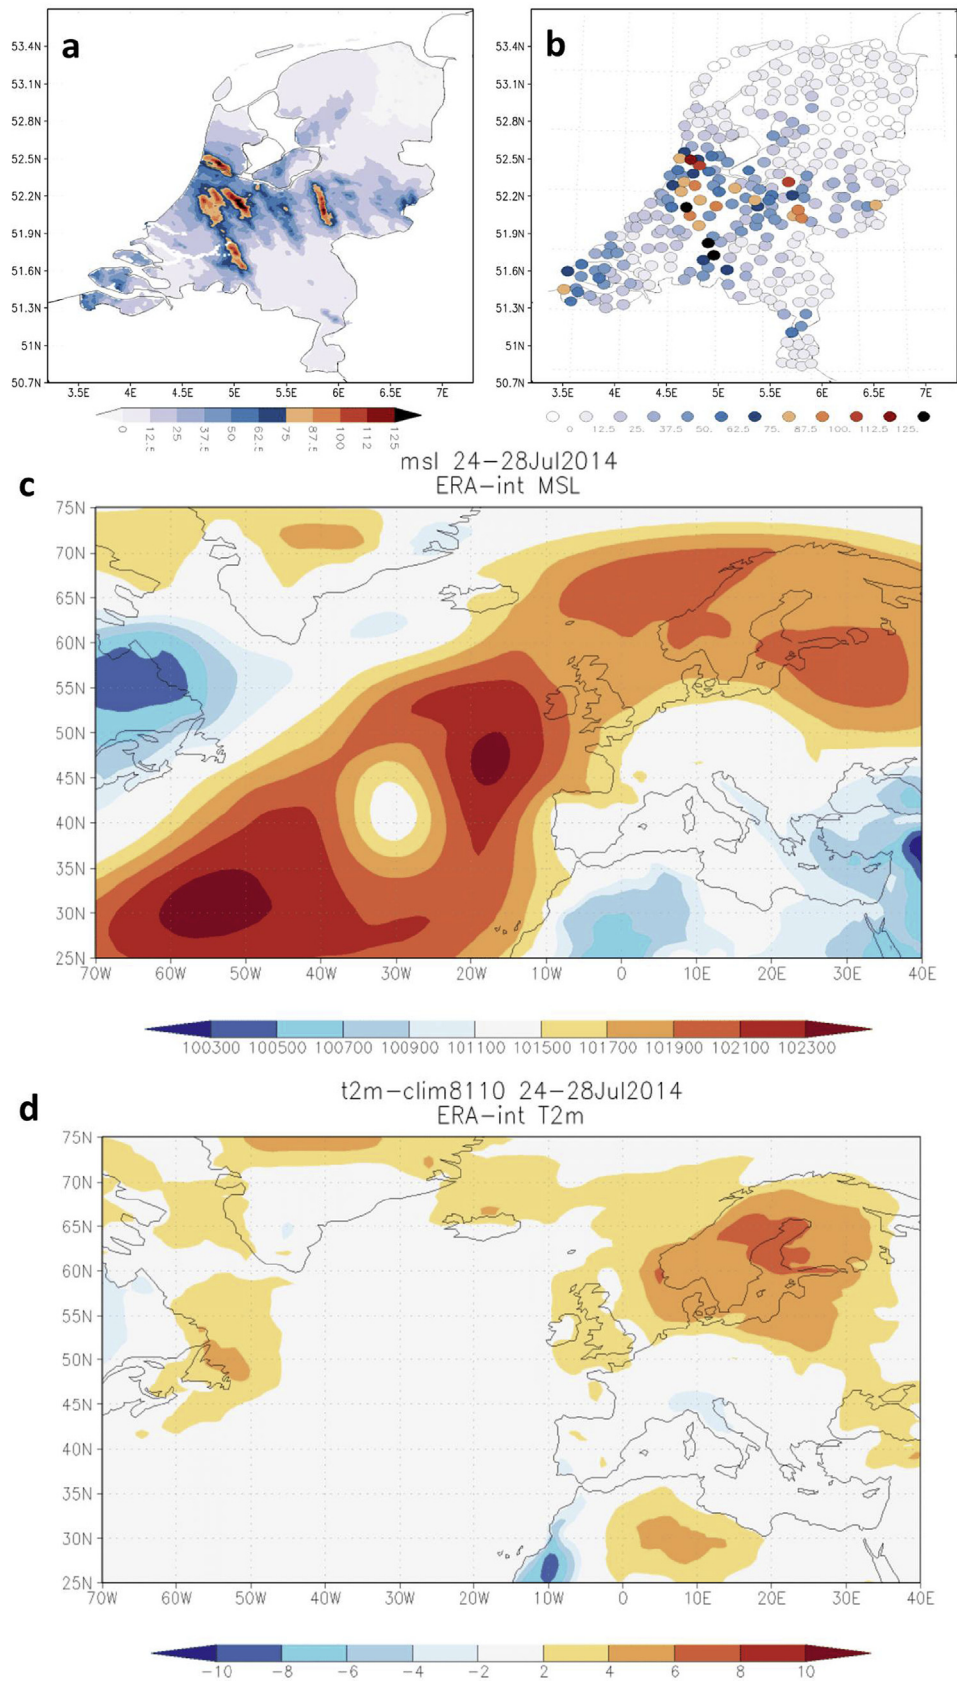 a
b
53.4N
53.1N
52.8N
52.5N
52.2N
51.9N
51.6N
51.3N
51N
50.7N
3.5E 4E 4.5E 5E 5.5E 6E 6.5E 7E
0 12.5 25 37.5 50 62.5 75 87.5 100 112 125
53.4N
53.1N
52.8N
52.5N
52.2N
51.9N
51.6N
51.3N
51N
50.7N
3.5E 4E 4.5E 5E 5.5E 6E 6.5E 7E
0 12.5 25. 37.5 50. 62.5 75. 87.5 100. 112.5 125.
c
msl 24-28Jul2014
ERA-int MSL
75N
70N
65N
60N
55N
50N
45N
40N
35N
30N
25N
70W 60W 50W 40W 30W 20W 10W 0 10E 20E 30E 40E
100300 100500 100700 100900 101100 101500 101700 101900 102100 102300
d
t2m-clim8110 24-28Jul2014
ERA-int T2m
75N
70N
65N
60N
55N
50N
45N
40N
35N
30N
25N
70W 60W 50W 40W 30W 20W 10W 0 10E 20E 30E 40E
-10 -8 -6 -4 -2 2 4 6 8 10